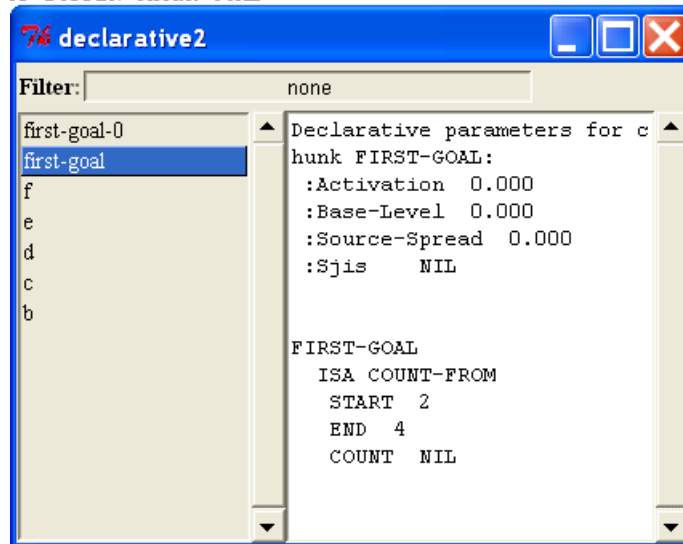 declarative2
Filter: none
first-goal-0
first-goal
f
e
d
c
b
Declarative parameters for c
hunk FIRST-GOAL:
:Activation 0.000
:Base-Level 0.000
:Source-Spread 0.000
:Sjis NIL
FIRST-GOAL
ISA COUNT-FROM
START 2
END 4
COUNT NIL